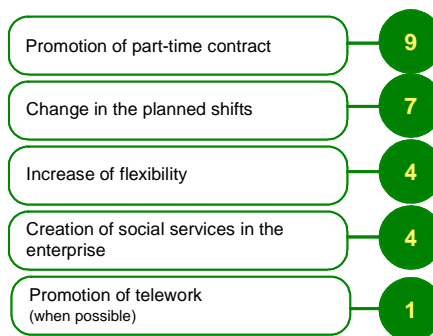 Promotion of part-time contract
9
Change in the planned shifts
7
Increase of flexibility
4
Creation of social services in the
enterprise
4
Promotion of telework
(when possible)
1